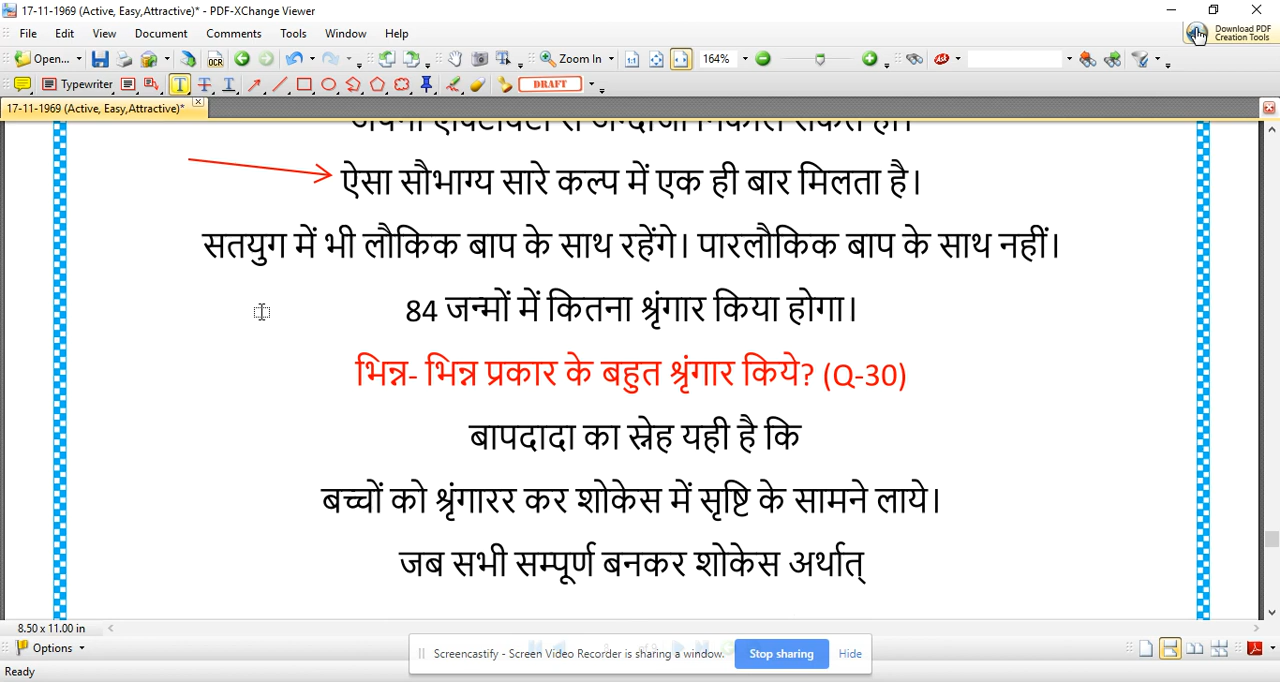 17-11-1969 (Active, Easy,Attractive)* - PDF-XChange Viewer
File Edit View Document Comments Tools Window Help
Download PDF
Creation Tools
Open... OCR Zoom In 164%
Typewriter DRAFT
17-11-1969 (Active, Easy,Attractive)*
ऐसा सौभाग्य सारे कल्प में एक ही बार मिलता है।
सतयुग में भी लौकिक बाप के साथ रहेंगे। पारलौकिक बाप के साथ नहीं।
84 जन्मों में कितना श्रृंगार किया होगा।
भिन्न- भिन्न प्रकार के बहुत श्रृंगार किये? (Q-30)
बापदादा का स्नेह यही है कि
बच्चों को श्रृंगारर कर शोकेस में सृष्टि के सामने लाये।
जब सभी सम्पूर्ण बनकर शोकेस अर्थात्
8.50 x 11.00 in
Options
Screencastify - Screen Video Recorder is sharing a window. Stop sharing Hide
Ready